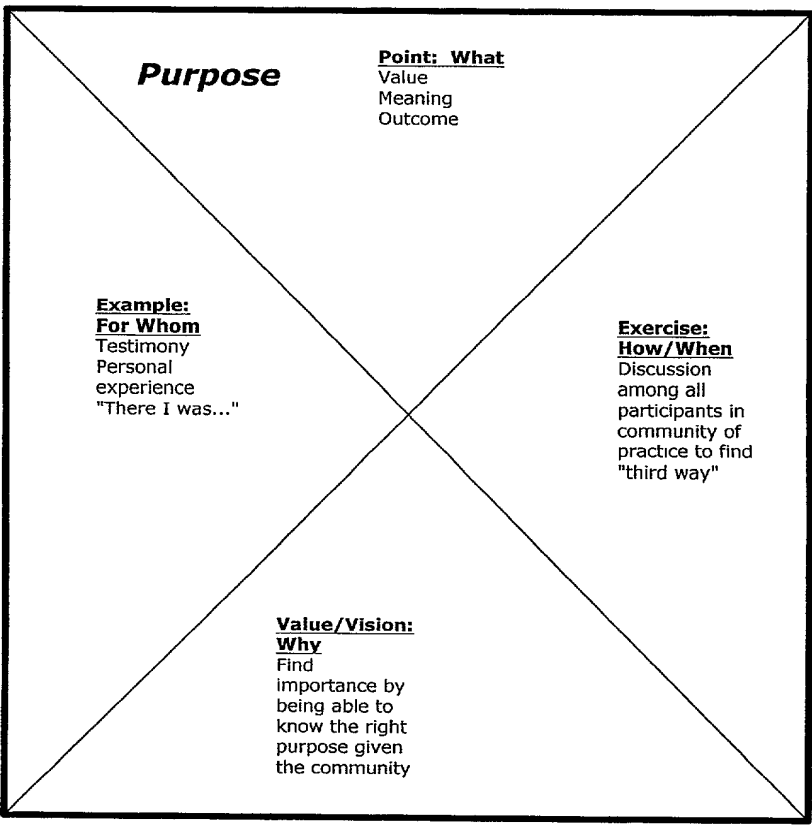 Purpose
Point: What
Value
Meaning
Outcome
Example:
For Whom
Testimony
Personal
experience
"There I was..."
Exercise:
How/When
Discussion
among all
participants in
community of
practice to find
"third way"
Value/Vision:
Why
Find
importance by
being able to
know the right
purpose given
the community